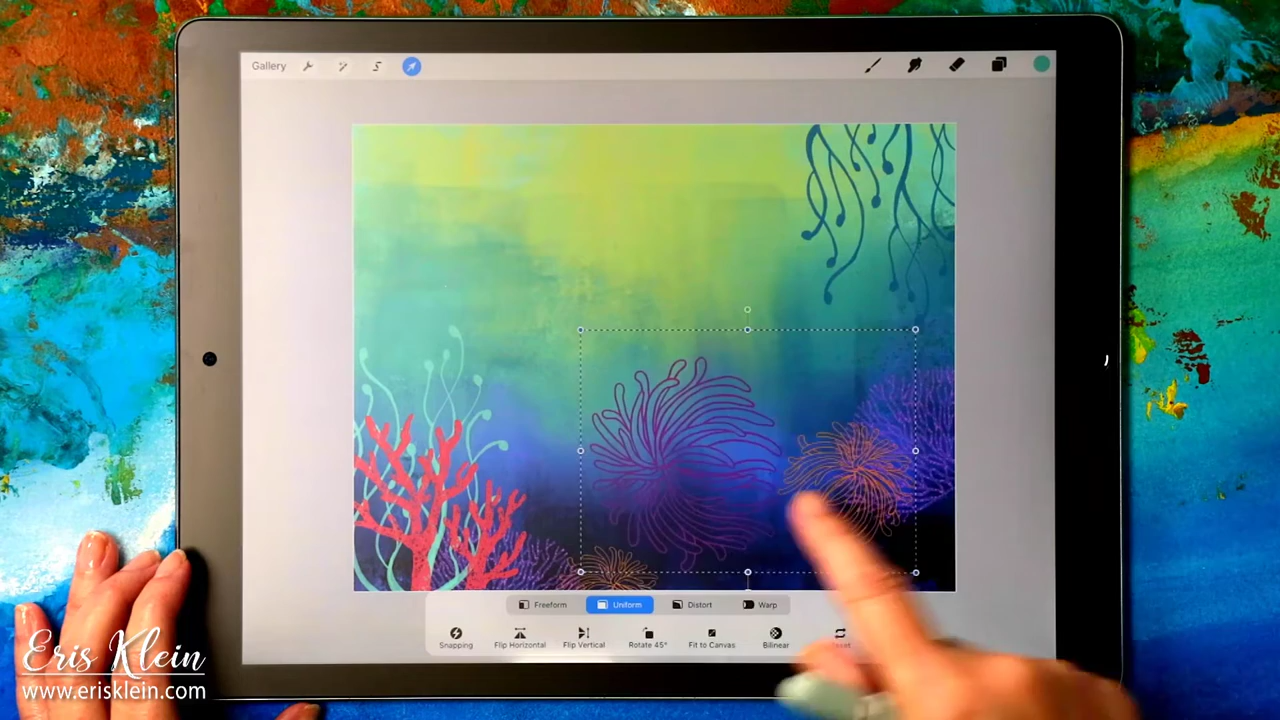 Gallery
Freeform Uniform Distort Warp
Snapping Flip Horizontal Flip Vertical Rotate 45° Fit to Canvas Bilinear
Eris Klein
www.erisklein.com